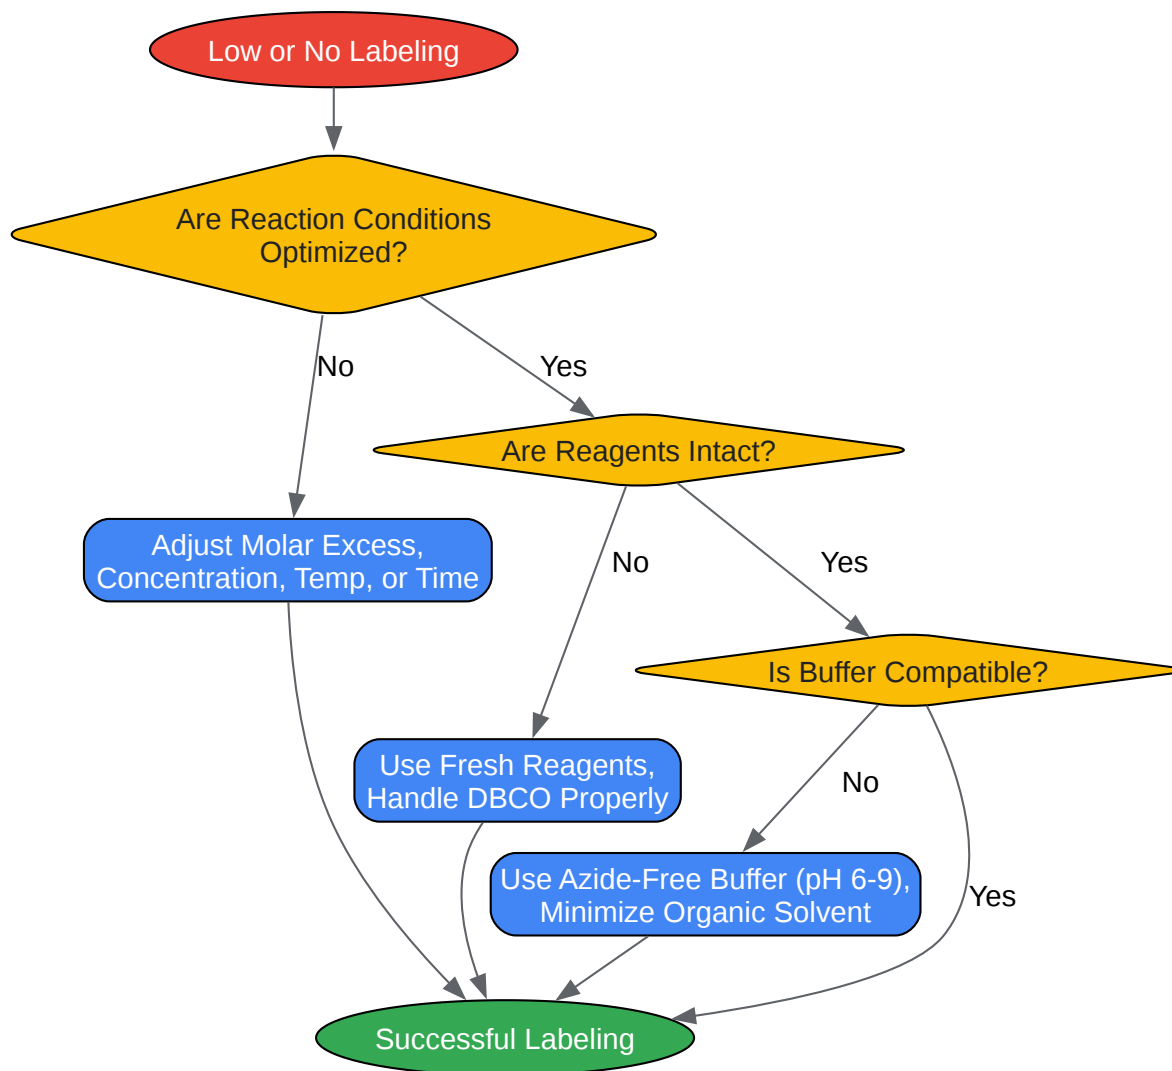 Low or No Labeling
Are Reaction Conditions
Optimized?
No
Yes
Are Reagents Intact?
Adjust Molar Excess,
Concentration, Temp, or Time
No
Yes
Is Buffer Compatible?
Use Fresh Reagents,
Handle DBCO Properly
No
Use Azide-Free Buffer (pH 6-9),
Minimize Organic Solvent
Yes
Successful Labeling